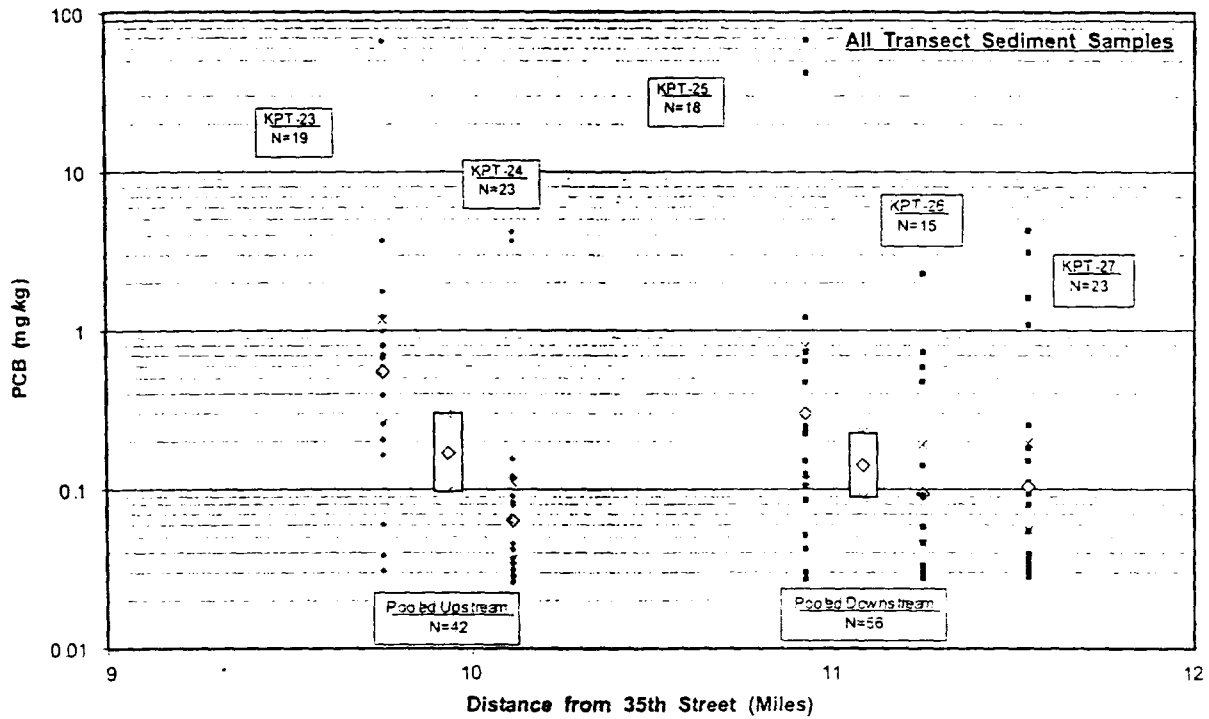 100
10
1
0.1
0 01
PCB (mg/kg)
All Transect Sediment Samples
KPT-23
N=19
KPT-24
N=23
KPT-25
N=18
KPT-26
N=15
KPT-27
N=23
Pooled Upstream
N=42
Pooled Downstream
N=56
9
10
11
12
Distance from 35th Street (Miles)